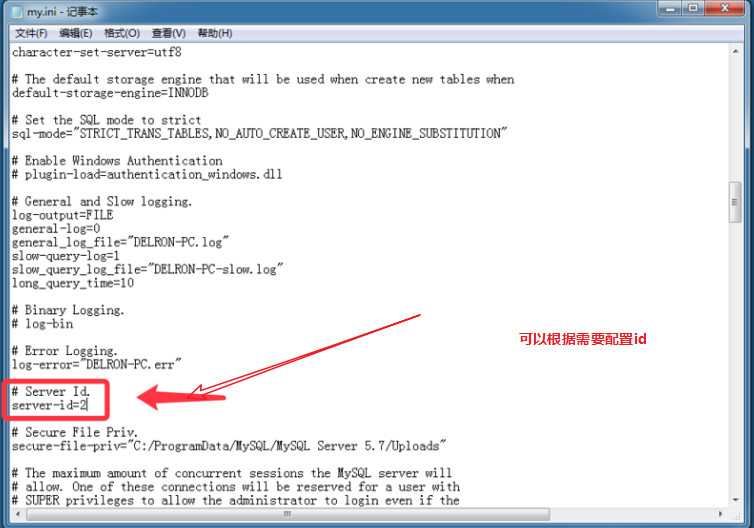 my.ini - 记事本
文件(F) 编辑(E) 格式(O) 查看(V) 帮助(H)
character-set-server=utf8
# The default storage engine that will be used when create new tables when
default-storage-engine=INNODB
# Set the SQL mode to strict
sql-mode="STRICT_TRANS_TABLES,NO_AUTO_CREATE_USER,NO_ENGINE_SUBSTITUTION"
# Enable Windows Authentication
# plugin-load=authentication_windows.dll
# General and Slow logging.
log-output=FILE
general-log=0
general_log_file="DELRON-PC.log"
slow-query-log=1
slow_query_log_file="DELRON-PC-slow.log"
long_query_time=10
# Binary Logging.
# log-bin
# Error Logging.
log-error="DELRON-PC.err"
可以根据需要配置id
# Server Id.
server-id=2
# Secure File Priv.
secure-file-priv="C:/ProgramData/MySQL/MySQL Server 5.7/Uploads"
# The maximum amount of concurrent sessions the MySQL server will
# allow. One of these connections will be reserved for a user with
# SUPER privileges to allow the administrator to login even if the